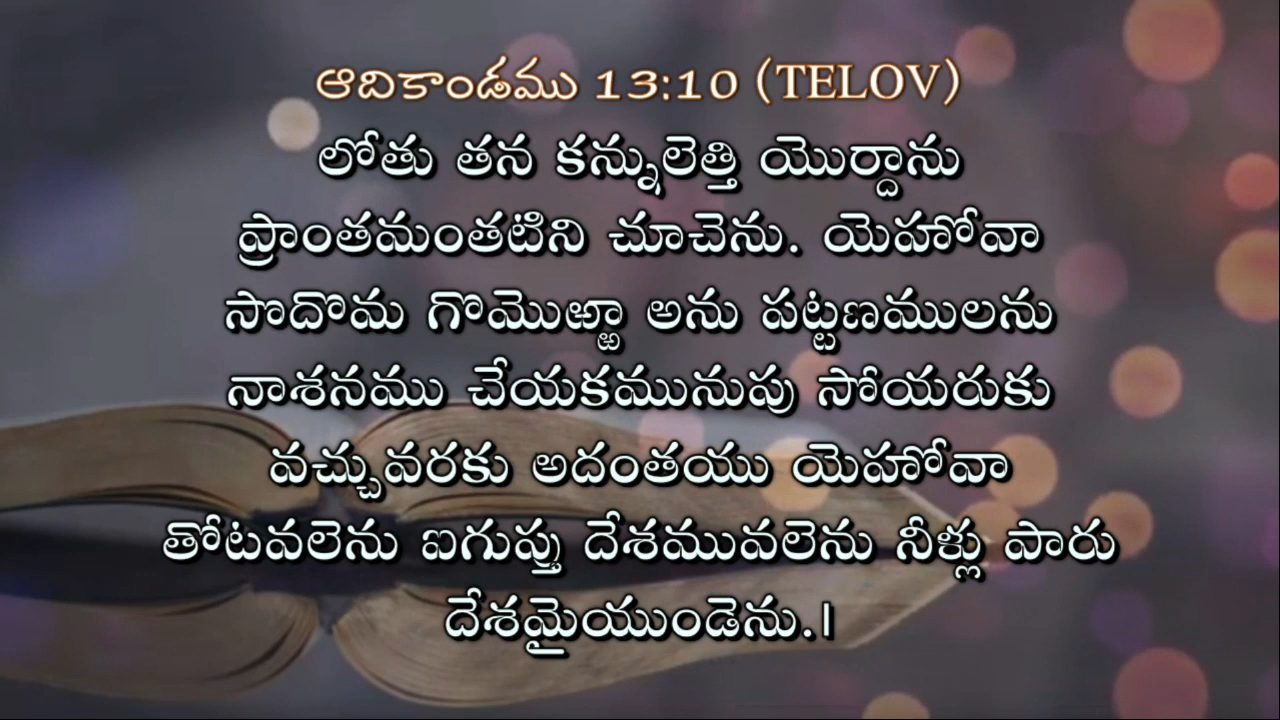 ఆదికాండము 13:10 (TELOV)
లోతు తన కన్నులెత్తి యొర్దాను
ప్రాంతమంతటిని చూచెను. యెహోవా
సొదొమ గొమొఱ్ఱా అను పట్టణములను
నాశనము చేయకమునుపు సోయరుకు
వచ్చువరకు అదంతయు యెహోవా
తోటవలెను ఐగుప్తు దేశమువలెను నీళ్లు పారు
దేశమైయుండెను.|